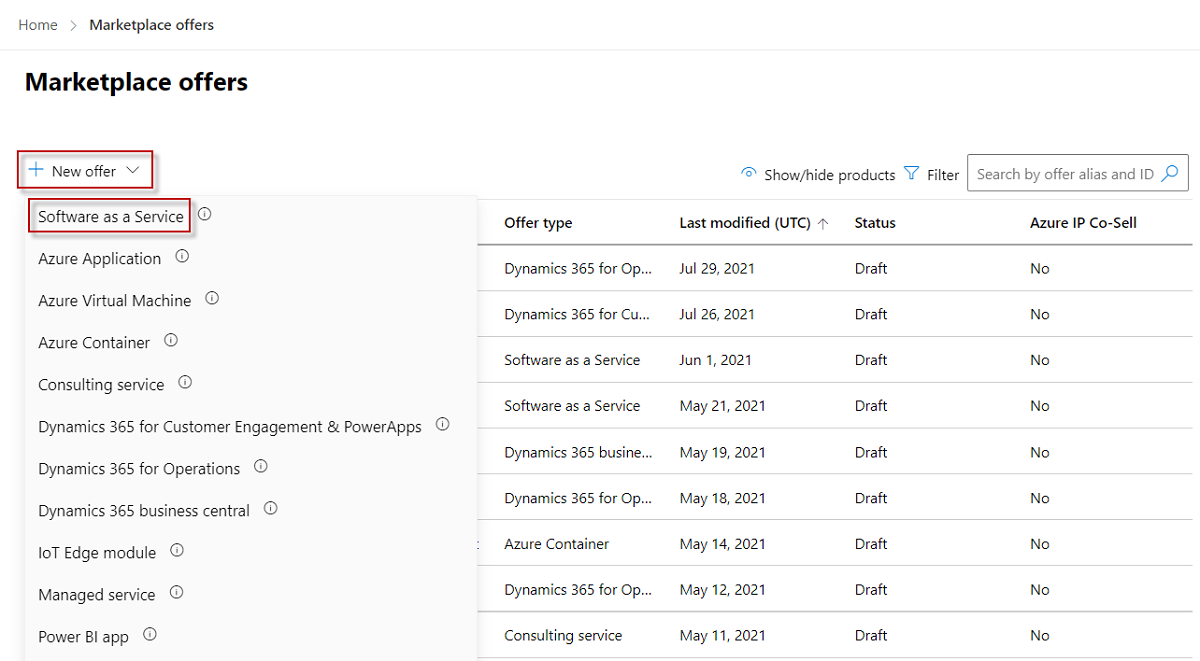 Home > Marketplace offers
Marketplace offers
+ New offer
Show/hide products Filter Search by offer alias and ID
Software as a Service
Azure Application
Azure Virtual Machine
Azure Container
Consulting service
Dynamics 365 for Customer Engagement & PowerApps
Dynamics 365 for Operations
Dynamics 365 business central
IoT Edge module
Managed service
Power BI app
Offer type Last modified (UTC) ↑ Status Azure IP Co-Sell
Dynamics 365 for Op... Jul 29, 2021 Draft No
Dynamics 365 for Cu... Jul 26, 2021 Draft No
Software as a Service Jun 1, 2021 Draft No
Software as a Service May 21, 2021 Draft No
Dynamics 365 busine... May 19, 2021 Draft No
Dynamics 365 for Op... May 18, 2021 Draft No
Azure Container May 14, 2021 Draft No
Dynamics 365 for Op... May 12, 2021 Draft No
Consulting service May 11, 2021 Draft No